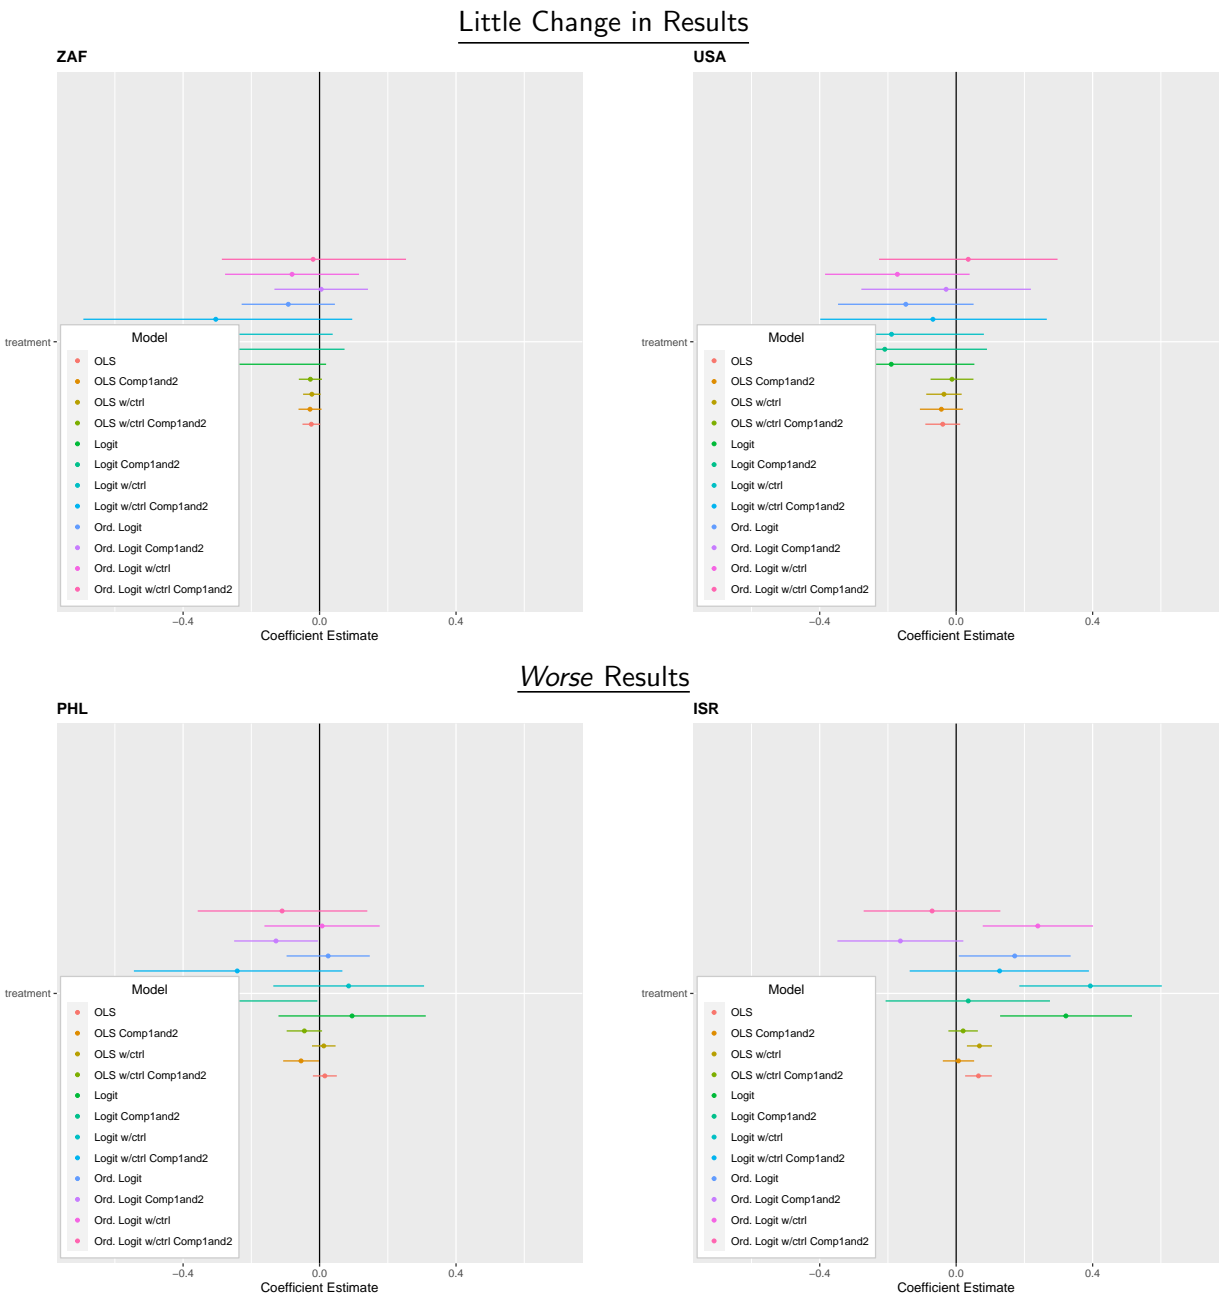 Little Change in Results
ZAF
treatment
Model
OLS
OLS Comp1and2
OLS w/ctrl
OLS w/ctrl Comp1and2
Logit
Logit Comp1and2
Logit w/ctrl
Logit w/ctrl Comp1and2
Ord. Logit
Ord. Logit Comp1and2
Ord. Logit w/ctrl
Ord. Logit w/ctrl Comp1and2
−0.4 0.0 0.4
Coefficient Estimate
USA
treatment
Model
OLS
OLS Comp1and2
OLS w/ctrl
OLS w/ctrl Comp1and2
Logit
Logit Comp1and2
Logit w/ctrl
Logit w/ctrl Comp1and2
Ord. Logit
Ord. Logit Comp1and2
Ord. Logit w/ctrl
Ord. Logit w/ctrl Comp1and2
−0.4 0.0 0.4
Coefficient Estimate
Worse Results
PHL
treatment
Model
OLS
OLS Comp1and2
OLS w/ctrl
OLS w/ctrl Comp1and2
Logit
Logit Comp1and2
Logit w/ctrl
Logit w/ctrl Comp1and2
Ord. Logit
Ord. Logit Comp1and2
Ord. Logit w/ctrl
Ord. Logit w/ctrl Comp1and2
−0.4 0.0 0.4
Coefficient Estimate
ISR
treatment
Model
OLS
OLS Comp1and2
OLS w/ctrl
OLS w/ctrl Comp1and2
Logit
Logit Comp1and2
Logit w/ctrl
Logit w/ctrl Comp1and2
Ord. Logit
Ord. Logit Comp1and2
Ord. Logit w/ctrl
Ord. Logit w/ctrl Comp1and2
−0.4 0.0 0.4
Coefficient Estimate